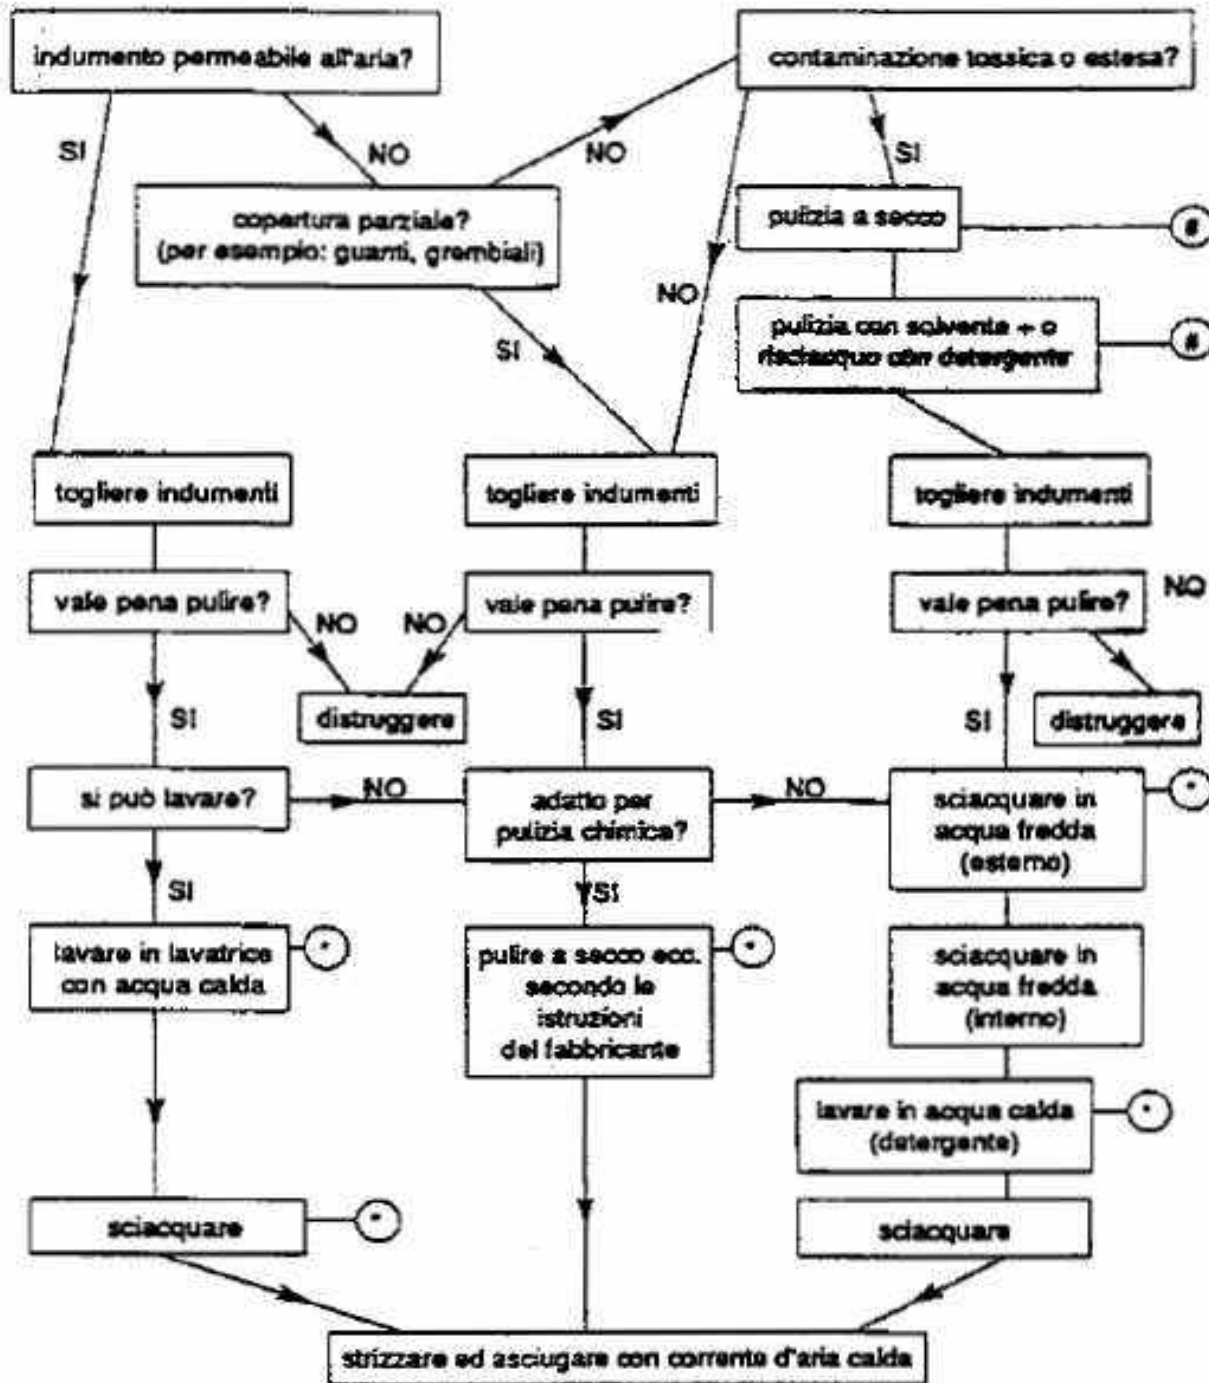 indumento permeabile all'aria?
contaminazione tossica o estesa?
SI
NO
NO
SI
copertura parziale?
(per esempio: guanti, grembiali)
pulizia a secco
#
NO
SI
pulizia con solvente + o
risciacquo con detergente
#
togliere indumenti
togliere indumenti
togliere indumenti
vale pena pulire?
vale pena pulire?
vale pena pulire?
NO
NO
NO
SI
distruggere
SI
SI
distruggere
si può lavare?
NO
adatto per
pulizia chimica?
NO
sciacquare in
acqua fredda
(esterno)
*
SI
SI
lavare in lavatrice
con acqua calda
*
pulire a secco ecc.
secondo le
istruzioni
del fabbricante
*
sciacquare in
acqua fredda
(interno)
lavare in acqua calda
(detergente)
*
sciacquare
*
sciacquare
strizzare ed asciugare con corrente d'aria calda